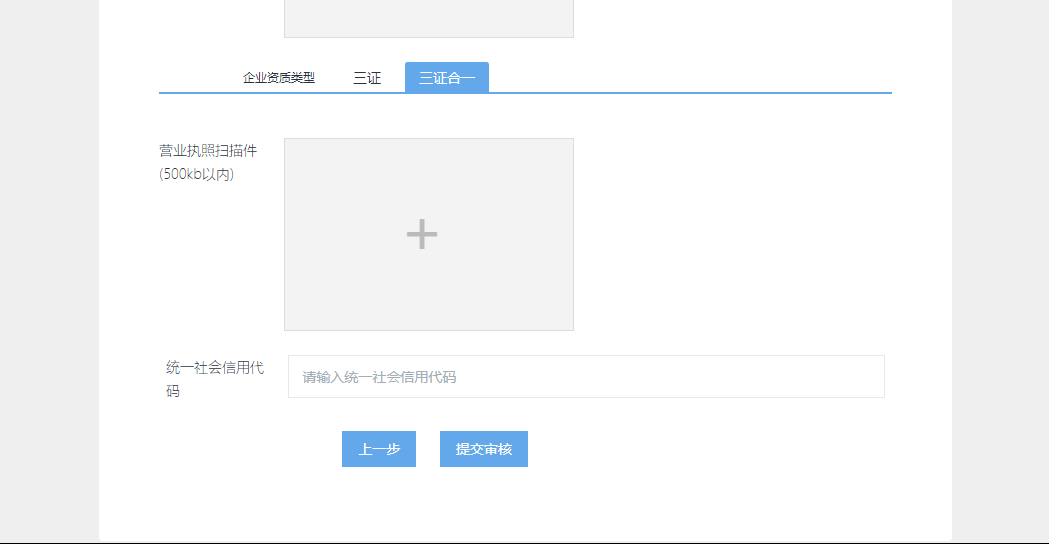 企业资质类型 三证 三证合一
营业执照扫描件
(500kb以内)
统一社会信用代
码
请输入统一社会信用代码
上一步 提交审核